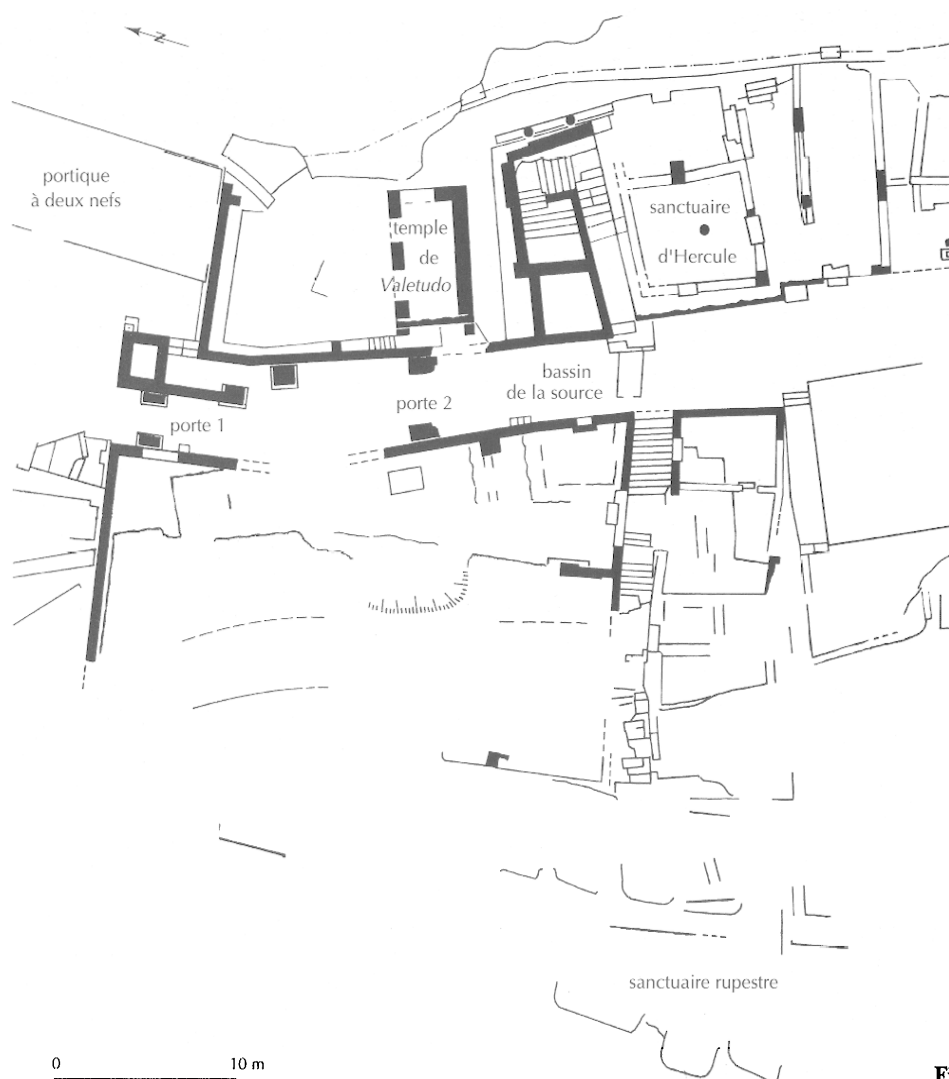 N
portique
à deux nefs
temple
de
Valetudo
sanctuaire
d'Hercule
bassin
de la source
porte 2
porte 1
sanctuaire rupestre
0 10 m